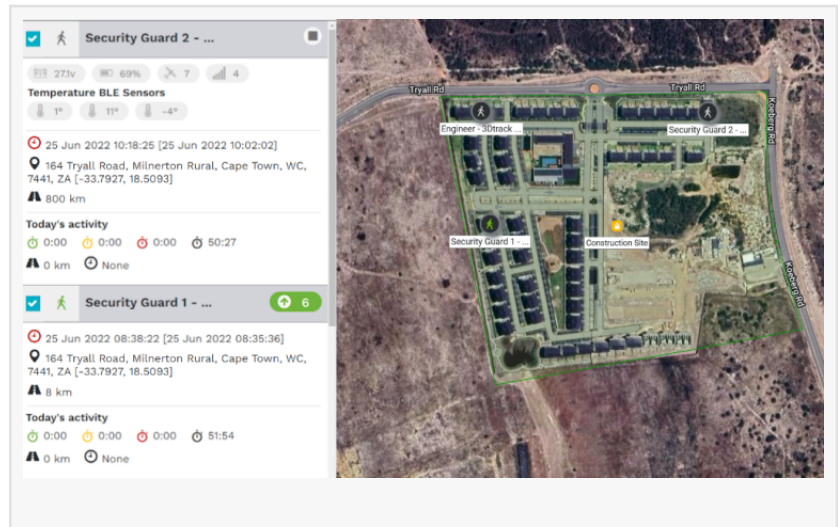 Security Guard 2 - ...
27.1v 69% 7 4
Temperature BLE Sensors
1° 11° -4°
25 Jun 2022 10:18:25 [25 Jun 2022 10:02:02]
164 Tryall Road, Milnerton Rural, Cape Town, WC,
7441, ZA [-33.7927, 18.5093]
800 km
Today's activity
0:00 0:00 0:00 50:27
0 km None
Security Guard 1 - ...
6
25 Jun 2022 08:38:22 [25 Jun 2022 08:35:36]
164 Tryall Road, Milnerton Rural, Cape Town, WC,
7441, ZA [-33.7927, 18.5093]
8 km
Today's activity
0:00 0:00 0:00 51:54
0 km None
Tryall Rd
Tryall Rd
Koeberg Rd
Engineer - 3Dtrack ...
Security Guard 2 - ...
Security Guard 1 - ...
Construction Site
Koeberg Rd